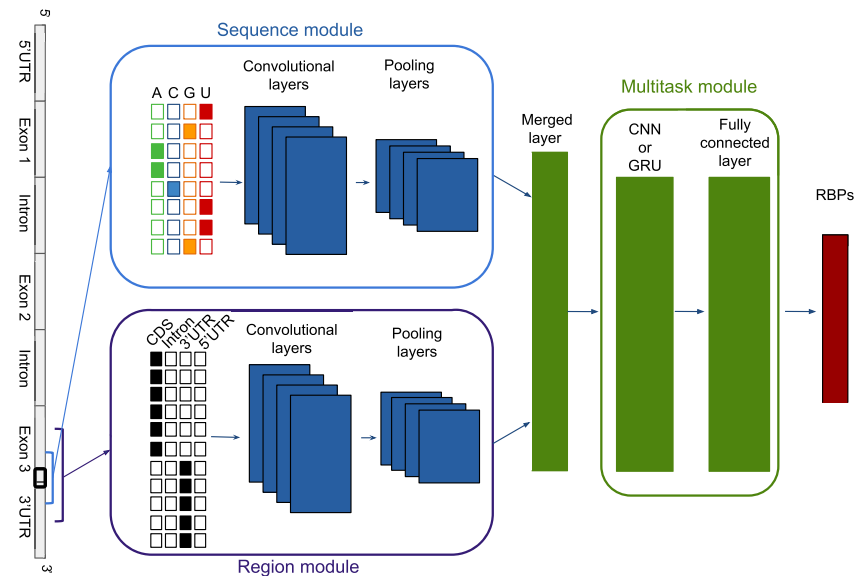 5'
5'UTR
Exon 1
Intron
Exon 2
Intron
Exon 3
3'UTR
3'
Sequence module
A C G U
Convolutional
layers
Pooling
layers
Region module
CDS
Intron
3'UTR
5'UTR
Convolutional
layers
Pooling
layers
Merged
layer
Multitask module
CNN
or
GRU
Fully
connected
layer
RBPs